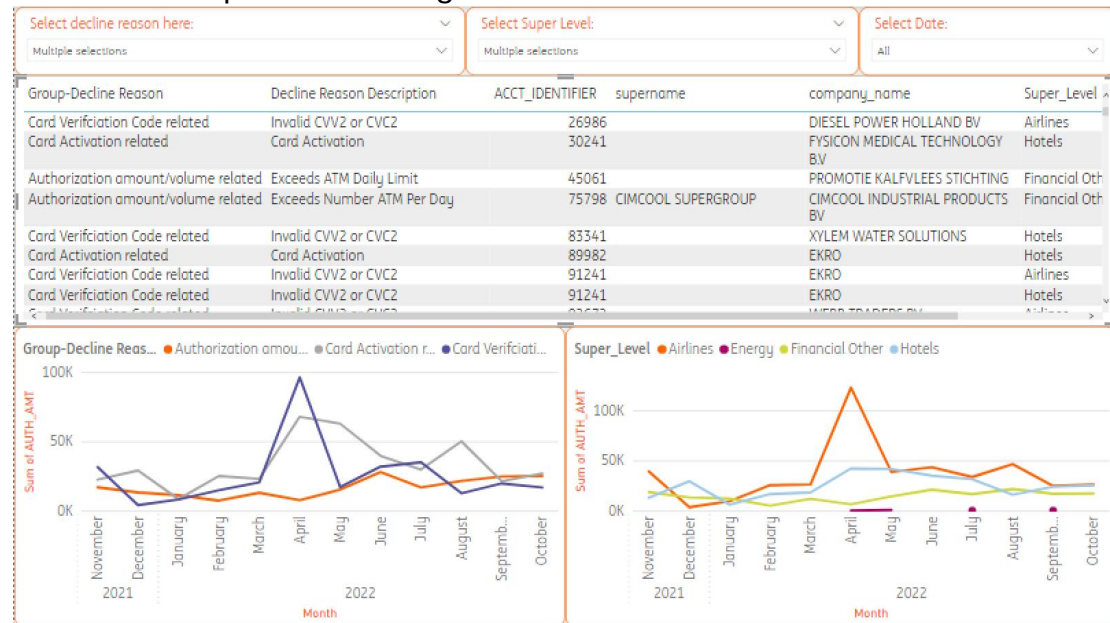 Select decline reason here:
Select Super Level:
Select Date:
Multiple selections
Multiple selections
All
Group-Decline Reason Decline Reason Description ACCT_IDENTIFIER supername company_name Super_Level
Card Verifciation Code related Invalid CVV2 or CVC2 26986 DIESEL POWER HOLLAND BV Airlines
Card Activation related Card Activation 30241 FYSICON MEDICAL TECHNOLOGY Hotels
B.V
Authorization amount/volume related Exceeds ATM Daily Limit 45061 PROMOTIE KALFVLEES STICHTING Financial Oth
Authorization amount/volume related Exceeds Number ATM Per Day 75798 CIMCOOL SUPERGROUP CIMCOOL INDUSTRIAL PRODUCTS Financial Oth
BV
Card Verifciation Code related Invalid CVV2 or CVC2 83341 XYLEM WATER SOLUTIONS Hotels
Card Activation related Card Activation 89982 EKRO Hotels
Card Verifciation Code related Invalid CVV2 or CVC2 91241 EKRO Airlines
Card Verifciation Code related Invalid CVV2 or CVC2 91241 EKRO Hotels
Group-Decline Reas... Authorization amou... Card Activation r... Card Verifciati...
100K
50K
0K
Sum of AUTH_AMT
November December January February March April May June July August Septemb... October
2021 2022
Month
Super_Level Airlines Energy Financial Other Hotels
100K
50K
0K
Sum of AUTH_AMT
November December January February March April May June July August Septemb... October
2021 2022
Month